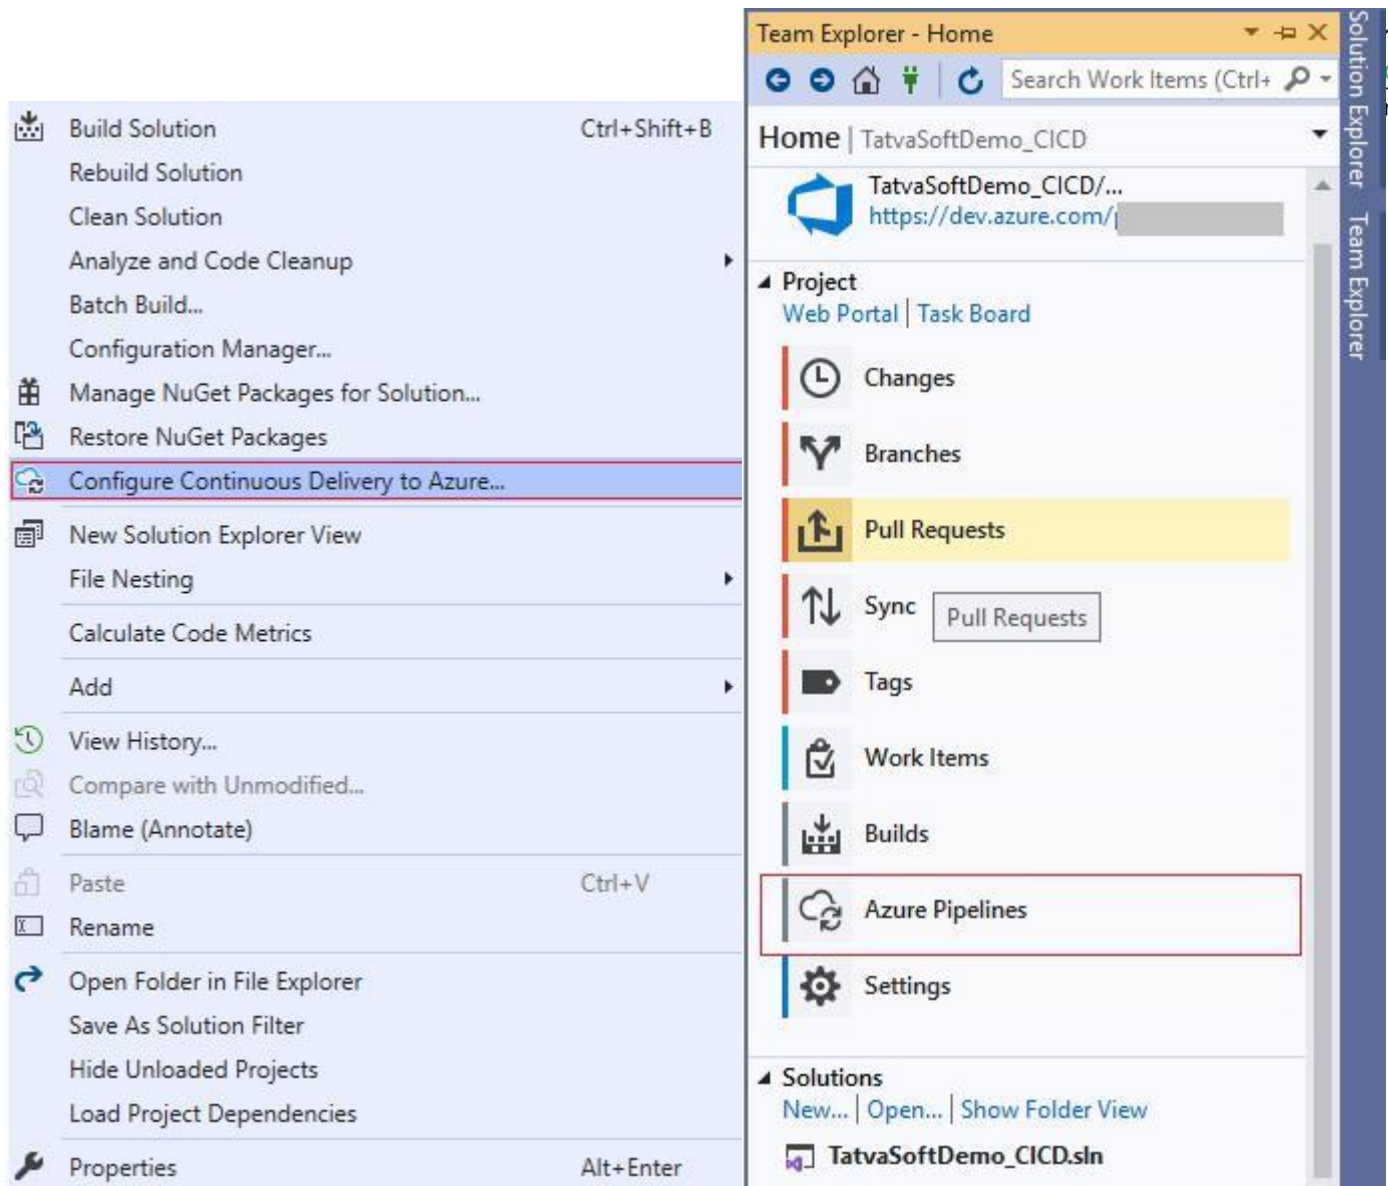 Build Solution Ctrl+Shift+B
Rebuild Solution
Clean Solution
Analyze and Code Cleanup
Batch Build...
Configuration Manager...
Manage NuGet Packages for Solution...
Restore NuGet Packages
Configure Continuous Delivery to Azure...
New Solution Explorer View
File Nesting
Calculate Code Metrics
Add
View History...
Compare with Unmodified...
Blame (Annotate)
Paste Ctrl+V
Rename
Open Folder in File Explorer
Save As Solution Filter
Hide Unloaded Projects
Load Project Dependencies
Properties Alt+Enter
Team Explorer - Home
Search Work Items (Ctrl+
Home | TatvaSoftDemo_CICD
TatvaSoftDemo_CICD/...
https://dev.azure.com/
Project
Web Portal | Task Board
Changes
Branches
Pull Requests
Sync
Pull Requests
Tags
Work Items
Builds
Azure Pipelines
Settings
Solutions
New... | Open... | Show Folder View
TatvaSoftDemo_CICD.sln
Solution Explorer
Team Explorer